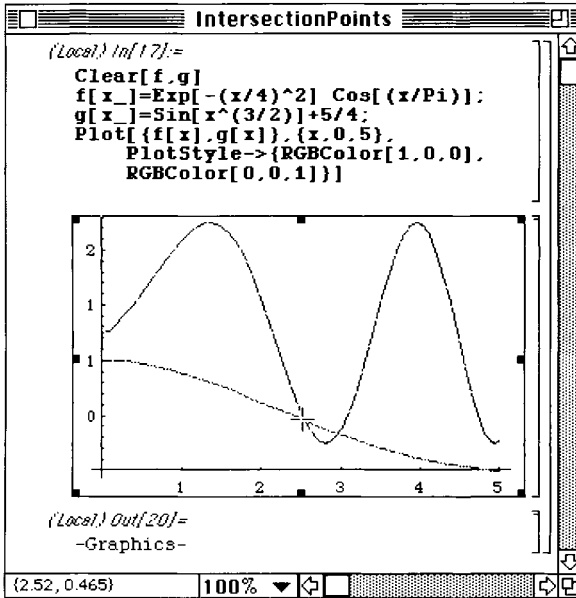 IntersectionPoints
(Local) In[17]:=
Clear[f,g]
f[x_]=Exp[-(x/4)^2] Cos[(x/Pi)];
g[x_]=Sin[x^(3/2)]+5/4;
Plot[{f[x],g[x]},{x,0,5},
PlotStyle->{RGBColor[1,0,0],
RGBColor[0,0,1]}]
2
1
1
0
1 2 3 4 5
(Local) Out[20]=
-Graphics-
{2.52, 0.465} 100%